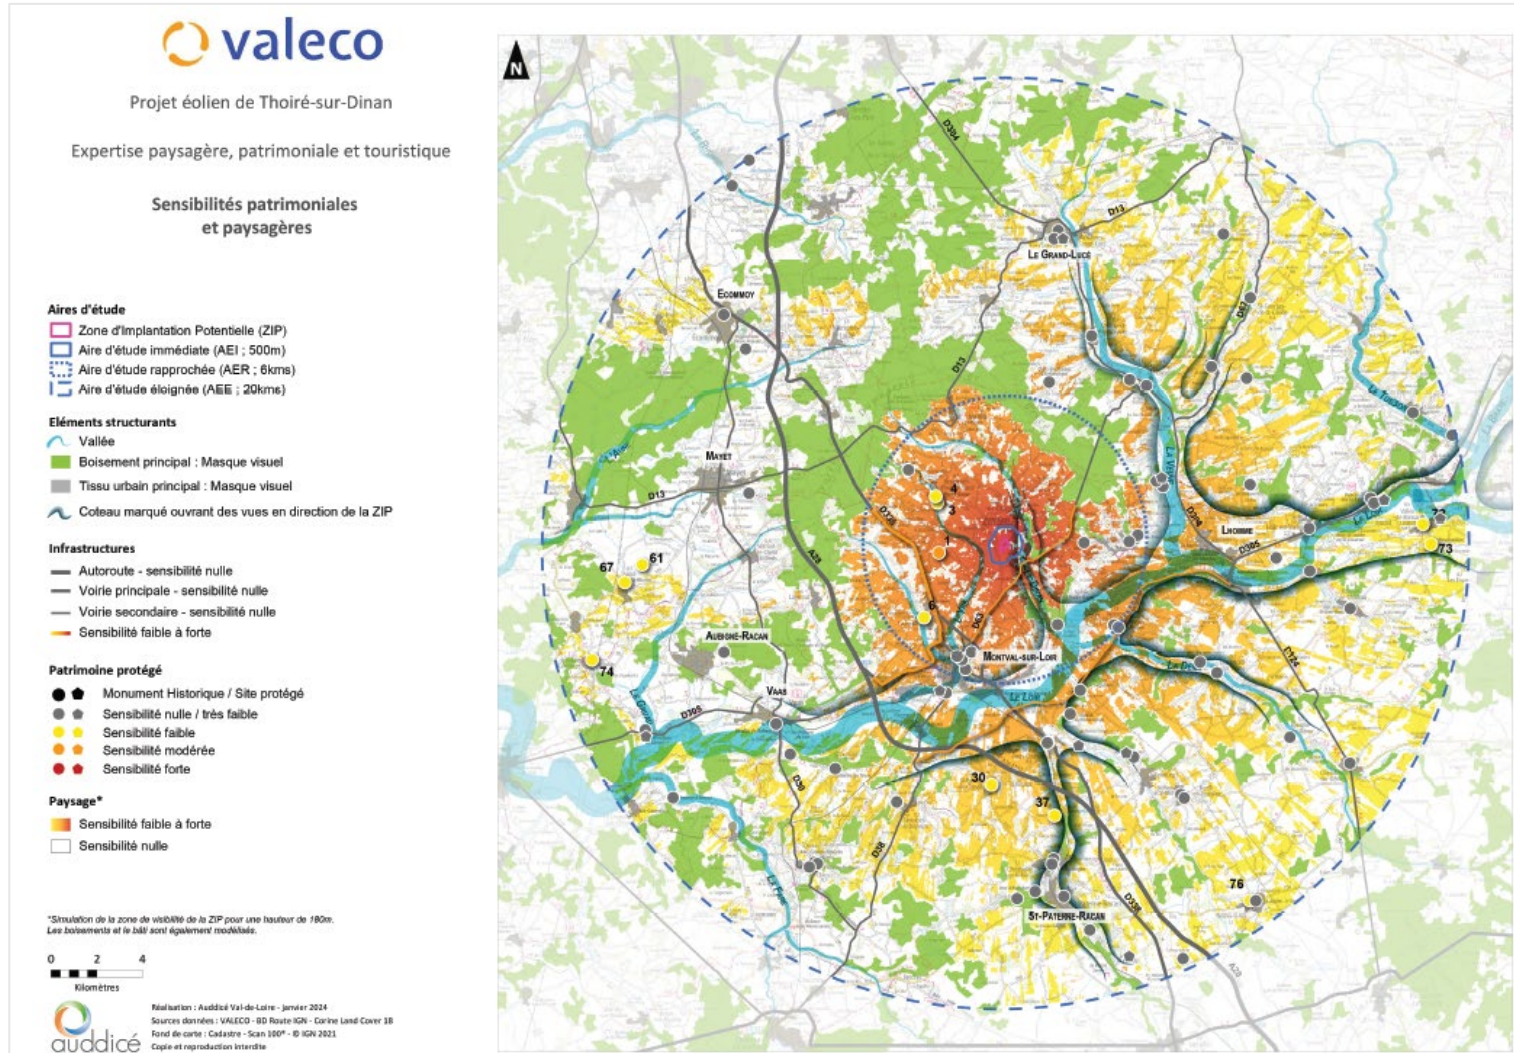 valeco
Projet éolien de Thoiré-sur-Dinan
Expertise paysagère, patrimoniale et touristique
Sensibilités patrimoniales
et paysagères
Aires d'étude
Zone d'Implantation Potentielle (ZIP)
Aire d'étude immédiate (AEI ; 500m)
Aire d'étude rapprochée (AER ; 6kms)
Aire d'étude éloignée (AEE ; 20kms)
Eléments structurants
Vallée
Boisement principal : Masque visuel
Tissu urbain principal : Masque visuel
Coteau marqué ouvrant des vues en direction de la ZIP
Infrastructures
Autoroute - sensibilité nulle
Voirie principale - sensibilité nulle
Voirie secondaire - sensibilité nulle
Sensibilité faible à forte
Patrimoine protégé
Monument Historique / Site protégé
Sensibilité nulle / très faible
Sensibilité faible
Sensibilité modérée
Sensibilité forte
Paysage*
Sensibilité faible à forte
Sensibilité nulle
*Simulation de la zone de visibilité de la ZIP pour une hauteur de 180m.
Les boisements et le bâti sont également modélisés.
0 2 4
Kilomètres
auddicé
Réalisation : Auddicé Val-de-Loire - janvier 2024
Sources données : VALECO - BD Route IGN - Corine Land Cover 18
Fond de carte : Cadastre - Scan 100® - © IGN 2021
Copie et reproduction interdite
N
D304
D13
LE GRAND-LUCÉ
ECOMMOY
D13
MAYET
D13
D338
A28
4
3
1
6
D63
LA VEUVE
D304
LHOMME
D305
73
61
67
74
AUBIGNÉ-RACAN
VAAS
D305
MONTVAL-SUR-LOIR
LE LOIR
30
37
D30
D38
76
ST-PATERNE-RACAN
D338
A28